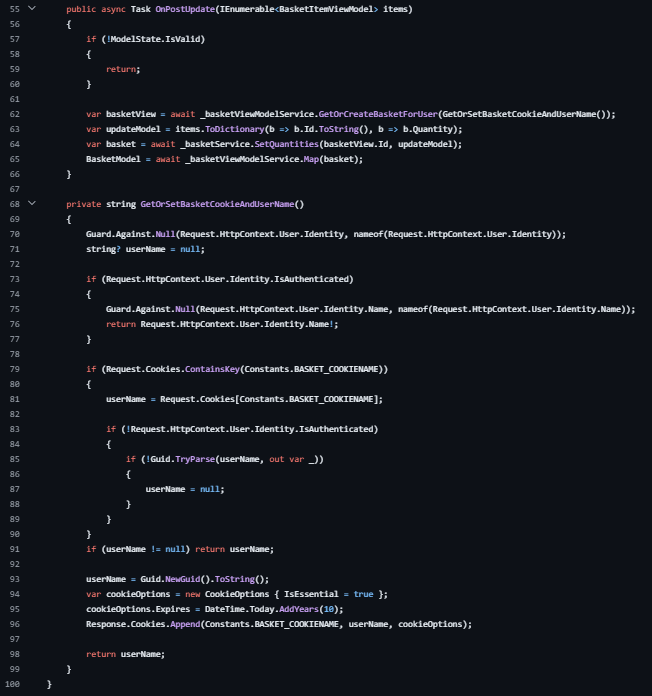 55 public async Task OnPostUpdate(IEnumerable<BasketItemViewModel> items)
56 {
57 if (!ModelState.IsValid)
58 {
59 return;
60 }
61
62 var basketView = await _basketViewModelService.GetOrCreateBasketForUser(GetOrSetBasketCookieAndUserName());
63 var updateModel = items.ToDictionary(b => b.Id.ToString(), b => b.Quantity);
64 var basket = await _basketService.SetQuantities(basketView.Id, updateModel);
65 BasketModel = await _basketViewModelService.Map(basket);
66 }
67
68 private string GetOrSetBasketCookieAndUserName()
69 {
70 Guard.Against.Null(Request.HttpContext.User.Identity, nameof(Request.HttpContext.User.Identity));
71 string? userName = null;
72
73 if (Request.HttpContext.User.Identity.IsAuthenticated)
74 {
75 Guard.Against.Null(Request.HttpContext.User.Identity.Name, nameof(Request.HttpContext.User.Identity.Name));
76 return Request.HttpContext.User.Identity.Name!;
77 }
78
79 if (Request.Cookies.ContainsKey(Constants.BASKET_COOKIENAME))
80 {
81 userName = Request.Cookies[Constants.BASKET_COOKIENAME];
82
83 if (!Request.HttpContext.User.Identity.IsAuthenticated)
84 {
85 if (!Guid.TryParse(userName, out var _))
86 {
87 userName = null;
88 }
89 }
90 }
91 if (userName != null) return userName;
92
93 userName = Guid.NewGuid().ToString();
94 var cookieOptions = new CookieOptions { IsEssential = true };
95 cookieOptions.Expires = DateTime.Today.AddYears(10);
96 Response.Cookies.Append(Constants.BASKET_COOKIENAME, userName, cookieOptions);
97
98 return userName;
99 }
100 }